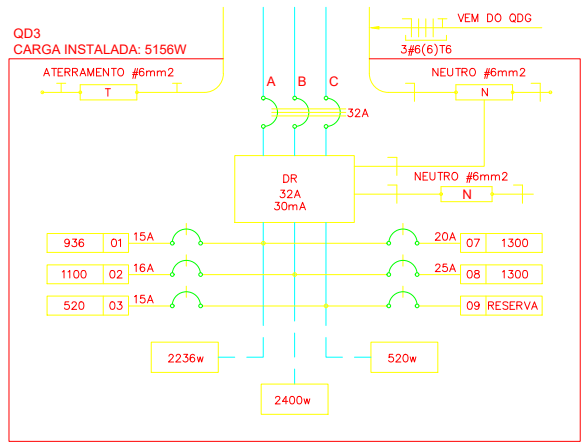 VEM DO QDG
QD3
CARGA INSTALADA: 5156W
3#6(6)T6
ATERRAMENTO #6mm2
NEUTRO #6mm2
A B C
T
N
32A
DR
32A
30mA
NEUTRO #6mm2
N
936 01 15A
20A 07 1300
1100 02 16A
25A 08 1300
520 03 15A
09 RESERVA
2236w
520w
2400w